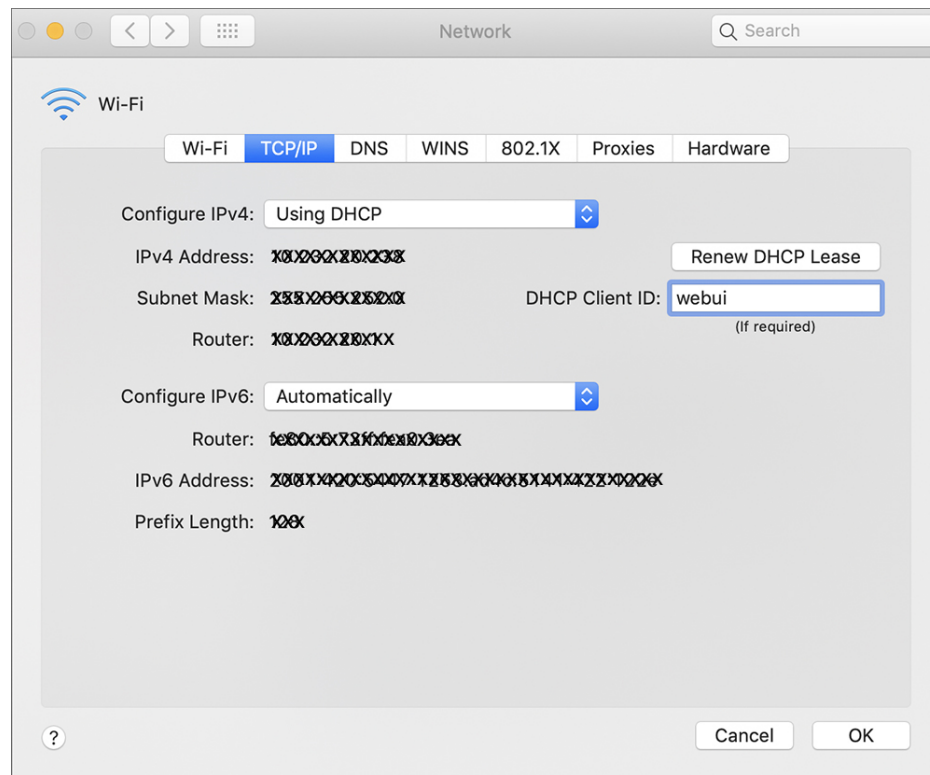 Network
Search
Wi-Fi
Wi-Fi TCP/IP DNS WINS 802.1X Proxies Hardware
Configure IPv4: Using DHCP
IPv4 Address:
Renew DHCP Lease
Subnet Mask:
DHCP Client ID: webui
(If required)
Router:
Configure IPv6: Automatically
Router:
IPv6 Address:
Prefix Length:
? Cancel OK